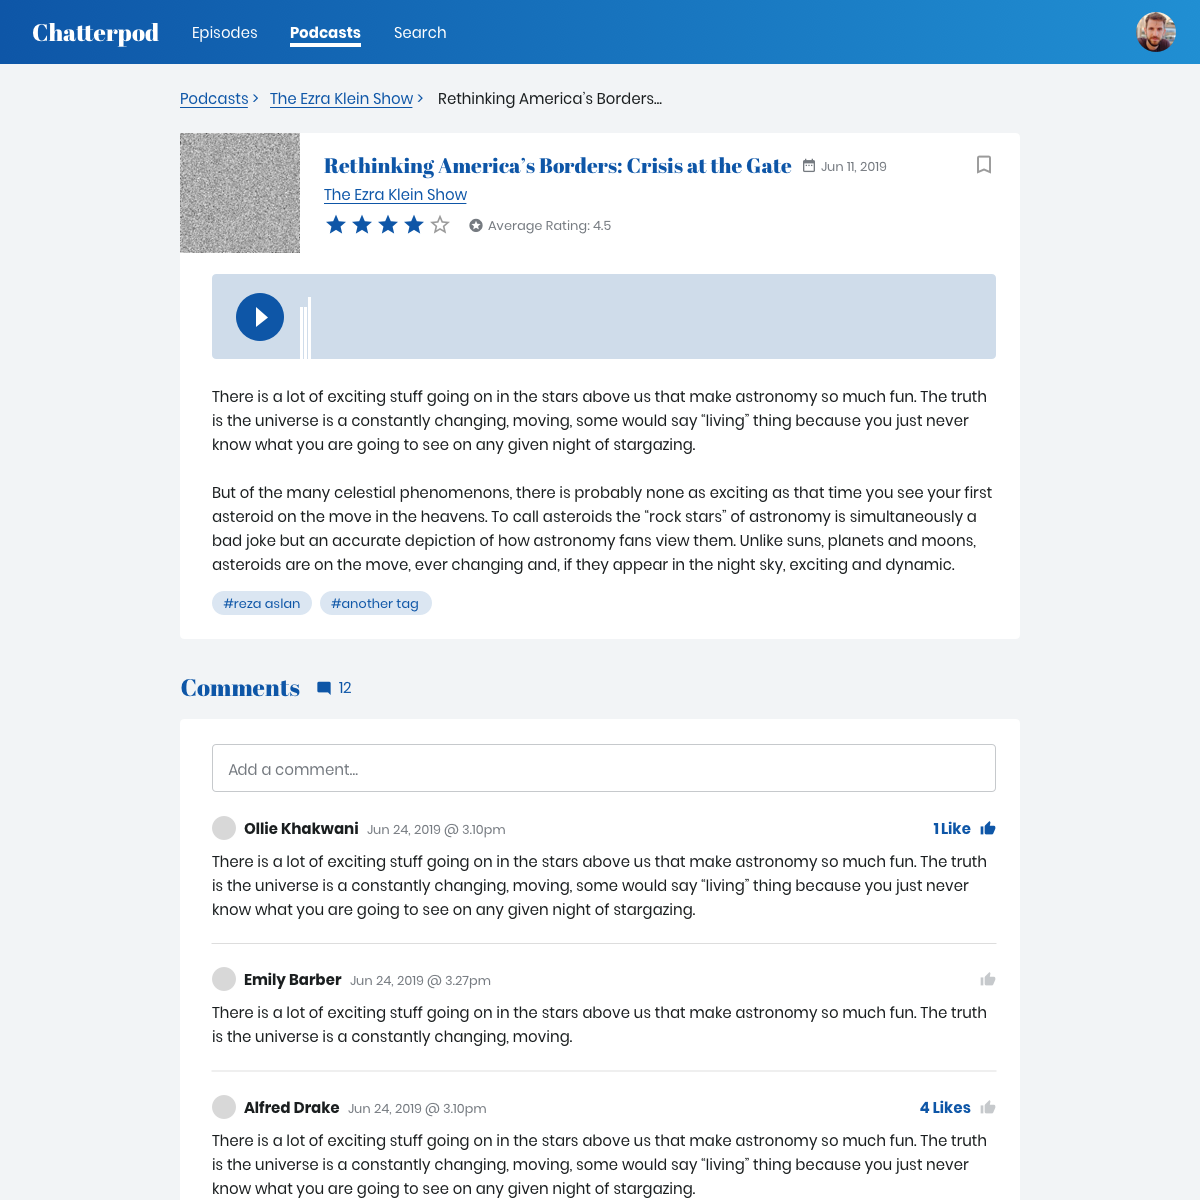 Chatterpod Episodes Podcasts Search
Podcasts > The Ezra Klein Show > Rethinking America’s Borders...
Rethinking America’s Borders: Crisis at the Gate Jun 11, 2019
The Ezra Klein Show
Average Rating: 4.5
There is a lot of exciting stuff going on in the stars above us that make astronomy so much fun. The truth
is the universe is a constantly changing, moving, some would say “living” thing because you just never
know what you are going to see on any given night of stargazing.
But of the many celestial phenomenons, there is probably none as exciting as that time you see your first
asteroid on the move in the heavens. To call asteroids the “rock stars” of astronomy is simultaneously a
bad joke but an accurate depiction of how astronomy fans view them. Unlike suns, planets and moons,
asteroids are on the move, ever changing and, if they appear in the night sky, exciting and dynamic.
#reza aslan #another tag
Comments 12
Add a comment...
Ollie Khakwani Jun 24, 2019 @ 3.10pm 1 Like
There is a lot of exciting stuff going on in the stars above us that make astronomy so much fun. The truth
is the universe is a constantly changing, moving, some would say “living” thing because you just never
know what you are going to see on any given night of stargazing.
Emily Barber Jun 24, 2019 @ 3.27pm
There is a lot of exciting stuff going on in the stars above us that make astronomy so much fun. The truth
is the universe is a constantly changing, moving.
Alfred Drake Jun 24, 2019 @ 3.10pm 4 Likes
There is a lot of exciting stuff going on in the stars above us that make astronomy so much fun. The truth
is the universe is a constantly changing, moving, some would say “living” thing because you just never
know what you are going to see on any given night of stargazing.